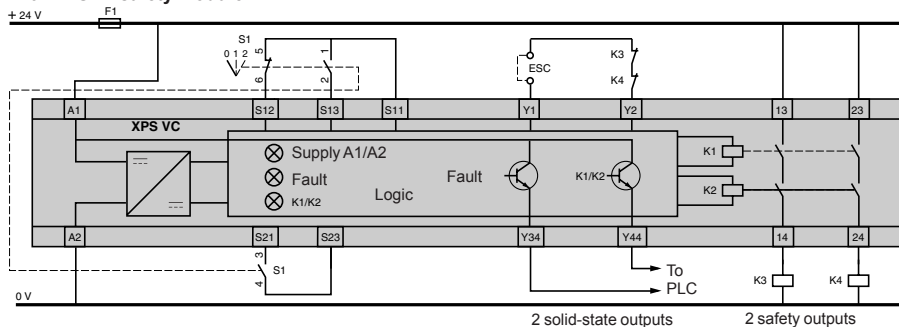 + 24 V
F1
S1
0 1 2
5
6
1
2
ESC
K3
K4
A1
S12
S13
S11
Y1
Y2
13
23
XPS VC
Supply A1/A2
Fault
K1/K2
Logic
Fault
K1/K2
K1
K2
A2
S21
S23
Y34
Y44
14
24
3
4
S1
To
PLC
K3
K4
0 V
2 solid-state outputs
2 safety outputs